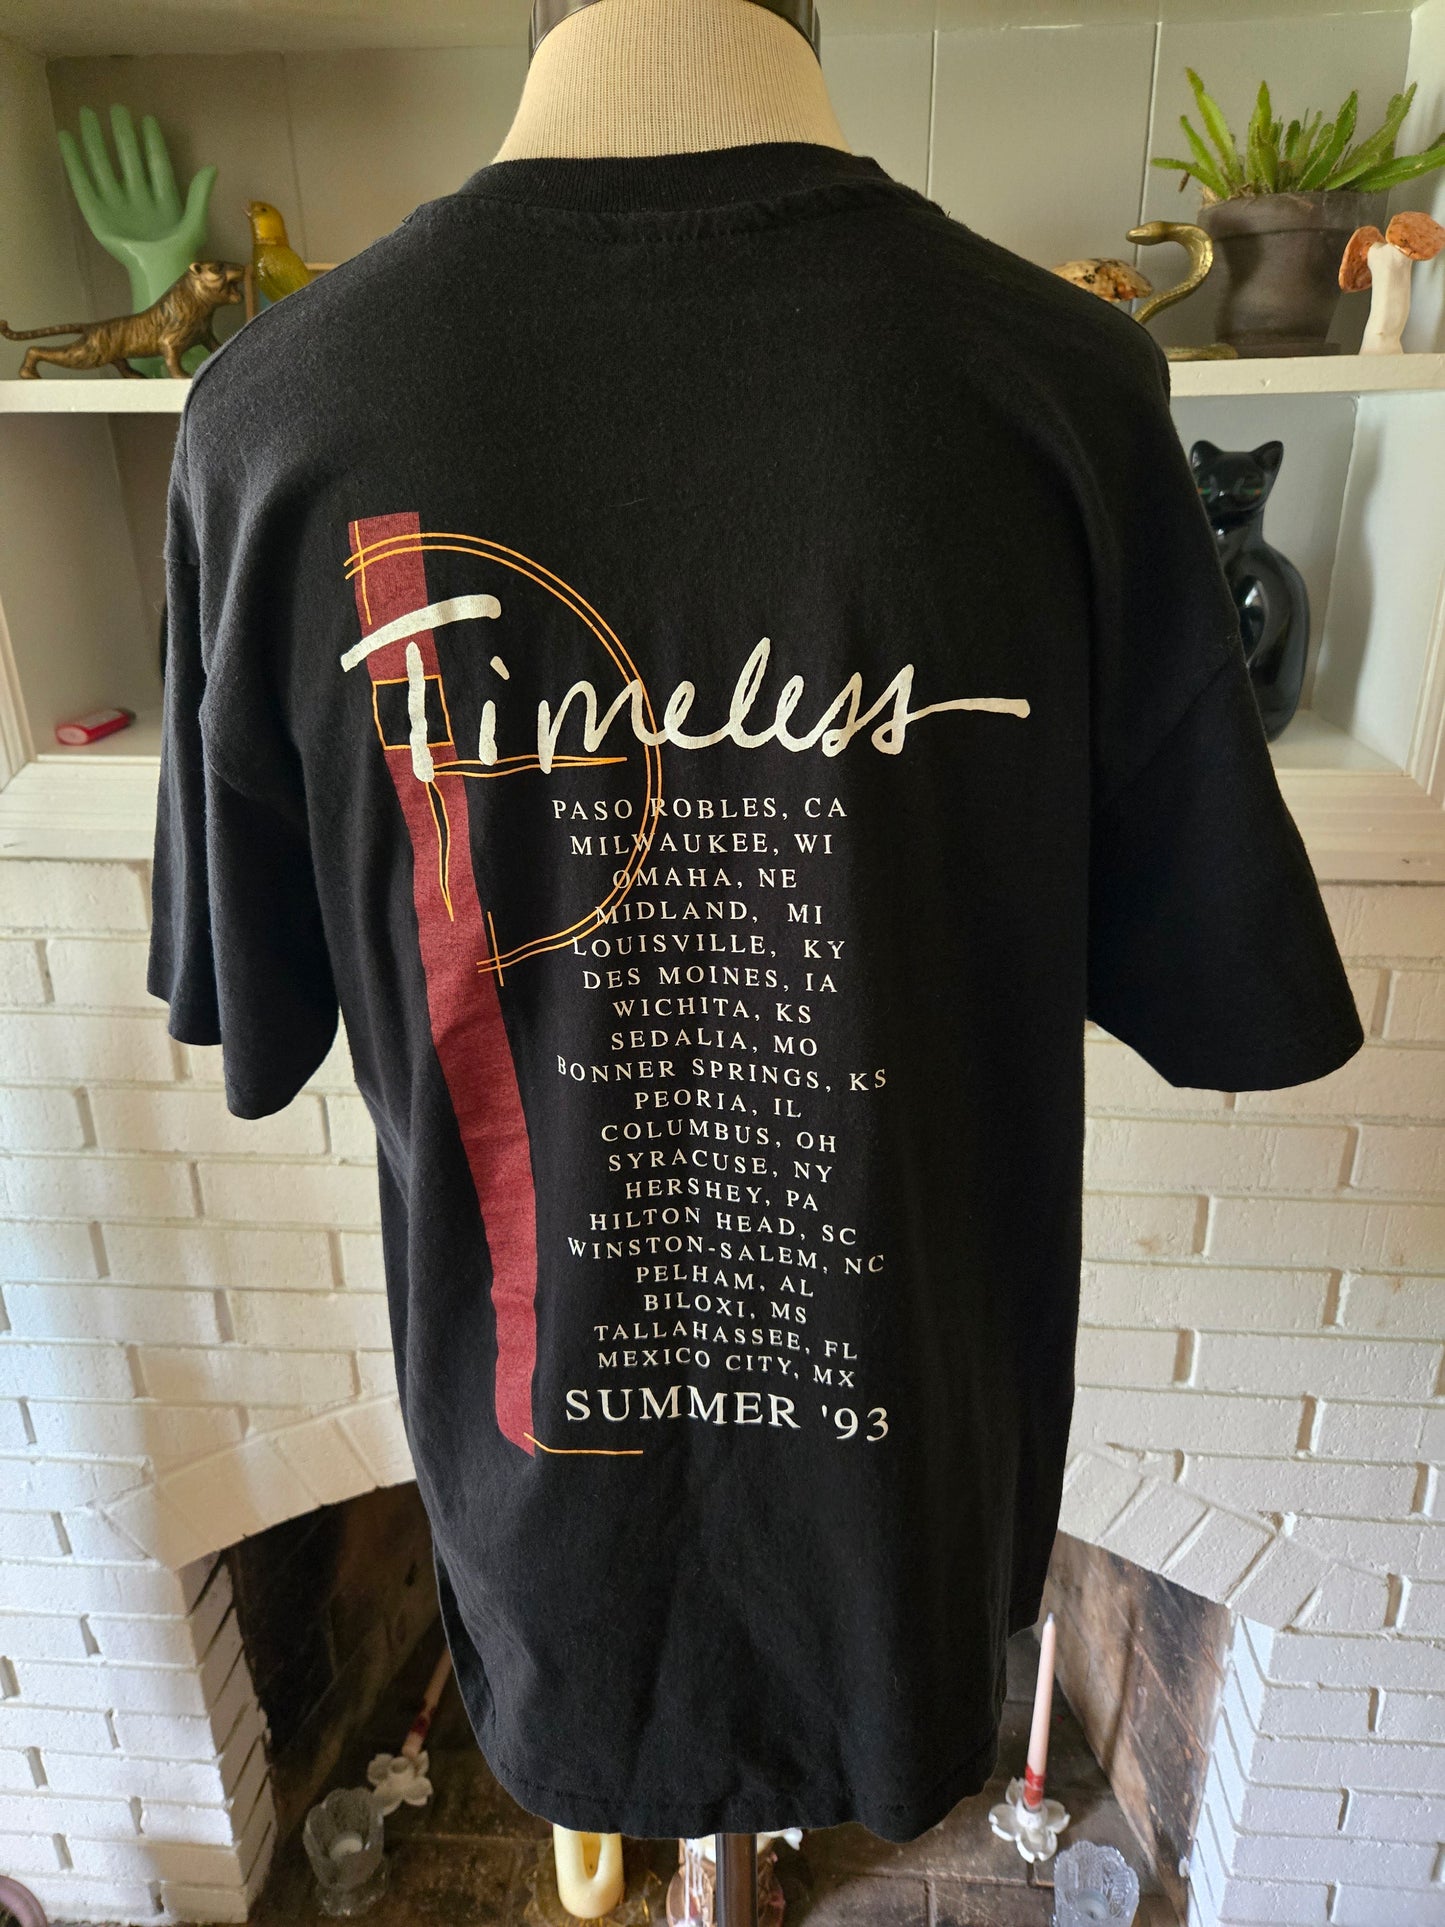 Timeless
PASO ROBLES, CA
MILWAUKEE, WI
OMAHA, NE
MIDLAND, MI
LOUISVILLE, KY
DES MOINES, IA
WICHITA, KS
SEDALIA, MO
BONNER SPRINGS, KS
PEORIA, IL
COLUMBUS, OH
SYRACUSE, NY
HERSHEY, PA
HILTON HEAD, SC
WINSTON-SALEM, NC
PELHAM, AL
BILOXI, MS
TALLAHASSEE, FL
MEXICO CITY, MX
SUMMER '93